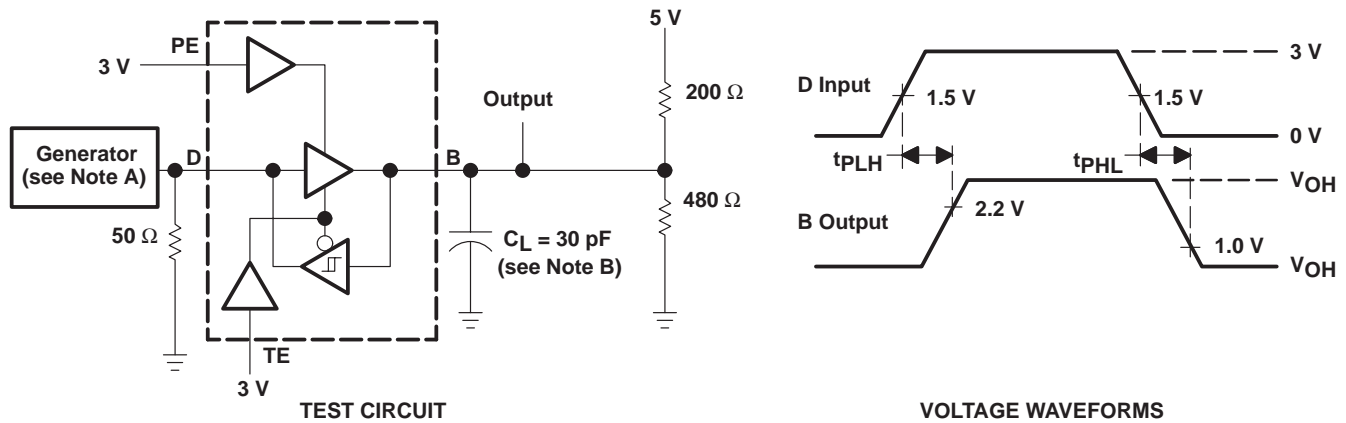 5 V
PE
3 V
200 Ω
Output
Generator
(see Note A)
D
B
50 Ω
480 Ω
CL = 30 pF
(see Note B)
TE
3 V
TEST CIRCUIT
3 V
D Input
1.5 V
1.5 V
0 V
tPLH
tPHL
VOH
B Output
2.2 V
1.0 V
VOH
VOLTAGE WAVEFORMS